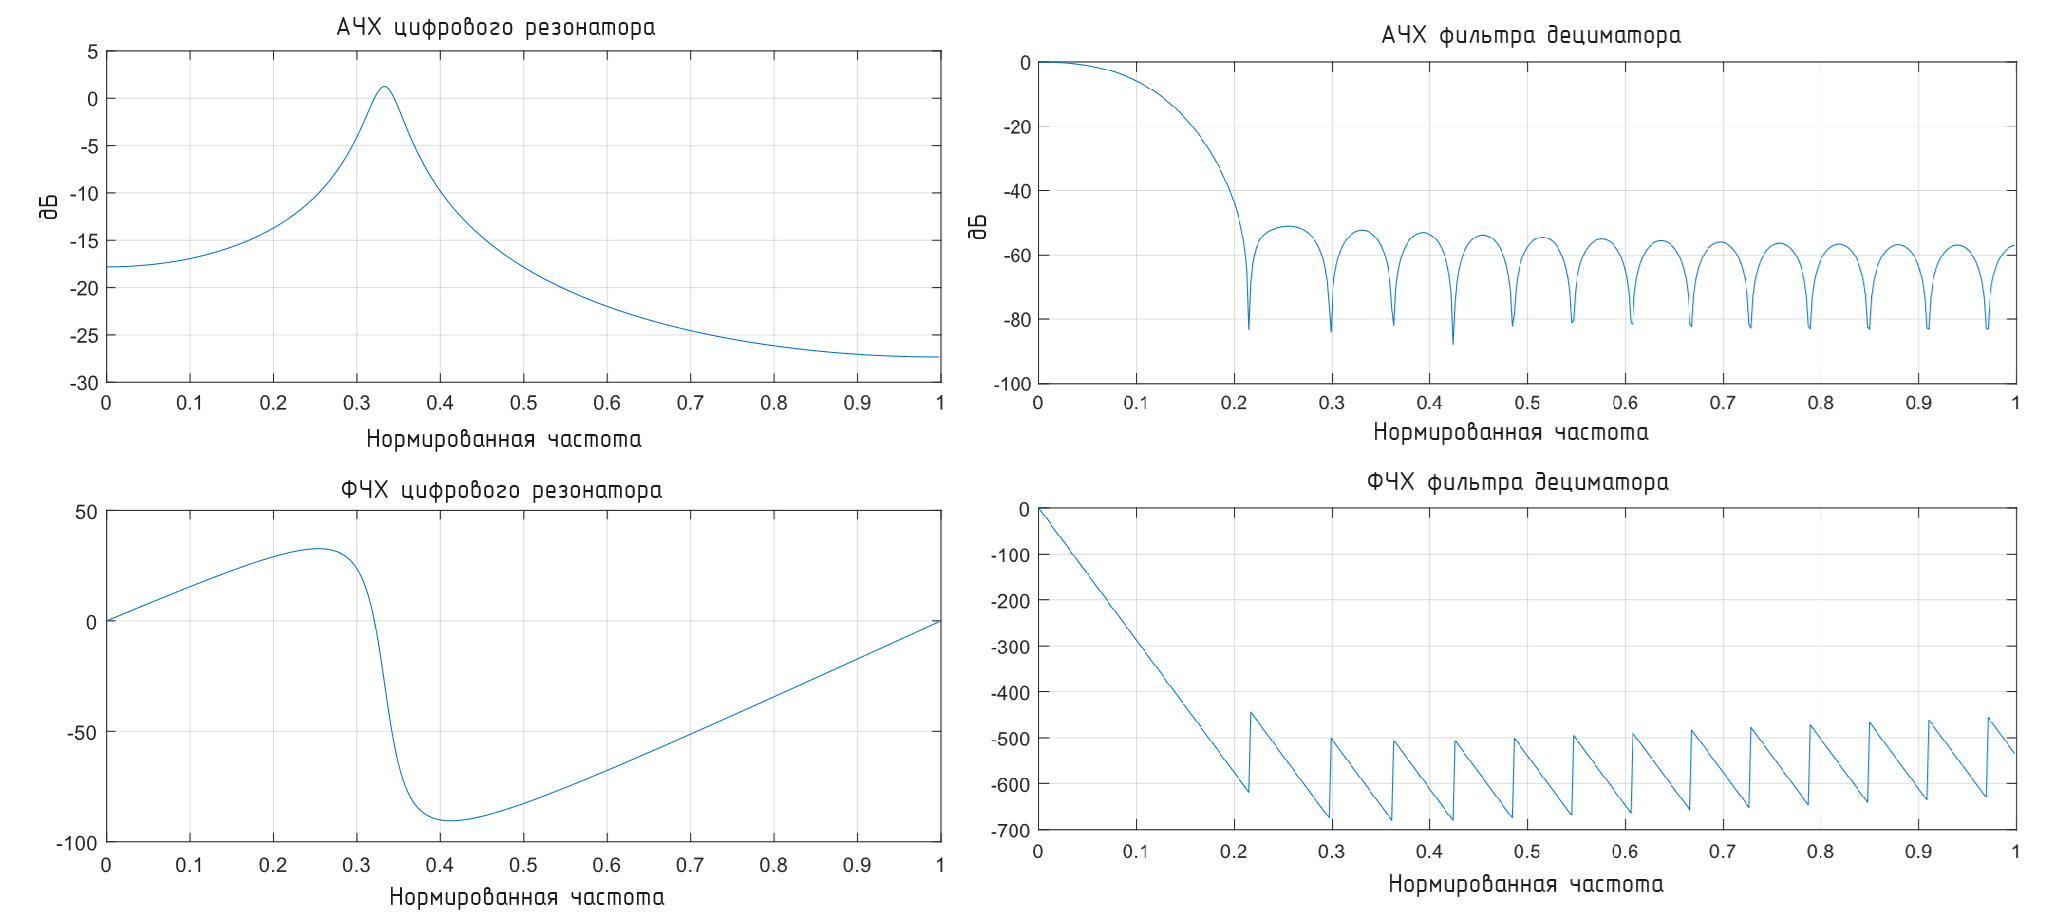 АЧХ цифрового резонатора
5
0
-5
-10
-15
-20
-25
-30
дБ
0 0.1 0.2 0.3 0.4 0.5 0.6 0.7 0.8 0.9 1
Нормированная частота
АЧХ фильтра дециматора
0
-20
-40
-60
-80
-100
дБ
0 0.1 0.2 0.3 0.4 0.5 0.6 0.7 0.8 0.9 1
Нормированная частота
ФЧХ цифрового резонатора
50
0
-50
-100
0 0.1 0.2 0.3 0.4 0.5 0.6 0.7 0.8 0.9 1
Нормированная частота
ФЧХ фильтра дециматора
0
-100
-200
-300
-400
-500
-600
-700
0 0.1 0.2 0.3 0.4 0.5 0.6 0.7 0.8 0.9 1
Нормированная частота